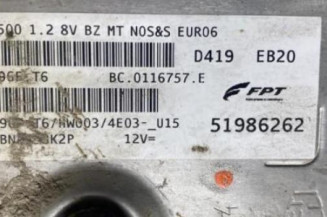 500 1.2 8V BZ MT NOS&S EURO6
D419 EB20
T6 BC.0116757.E
FPT
T6/HW003/4E03-_U15 51986262
K2P 12V=